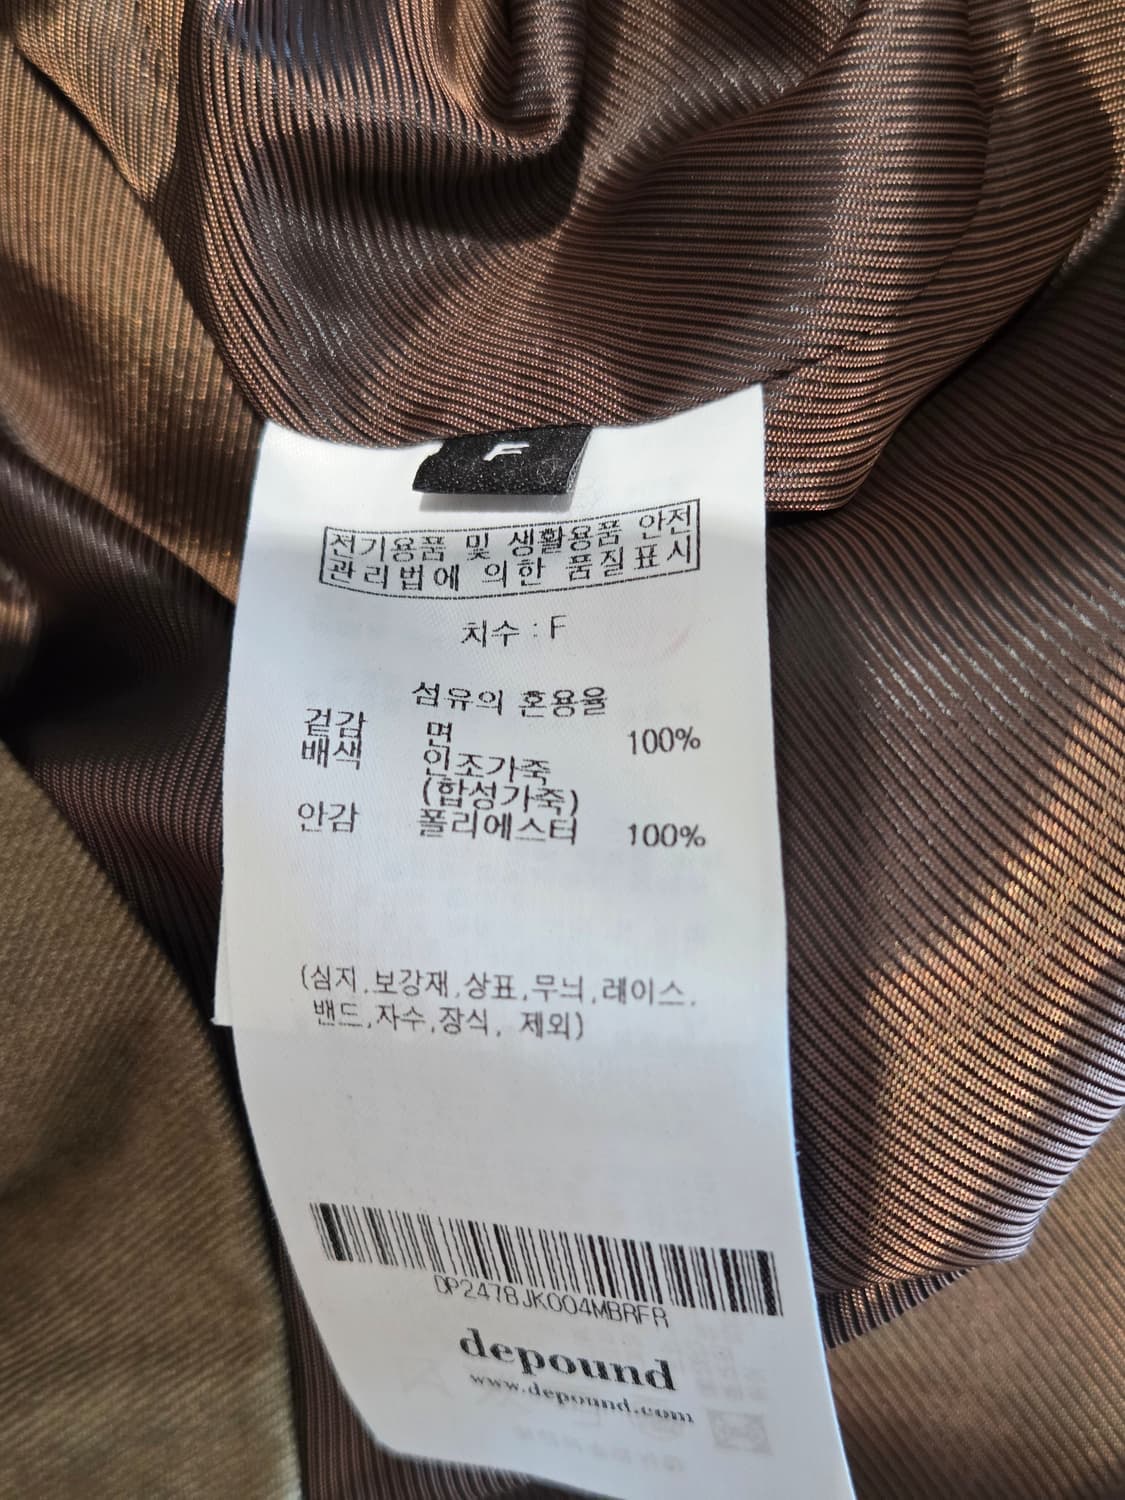 F
전기용품 및 생활용품 안전
관리법에 의한 품질표시
치수 : F
섬유의 혼용율
겉감 면 100%
배색 인조가죽
(합성가죽)
안감 폴리에스터 100%
(심지,보강재,상표,무늬,레이스,
밴드,자수,장식, 제외)
DP2478JK004MBRFR
depound
www.depound.com